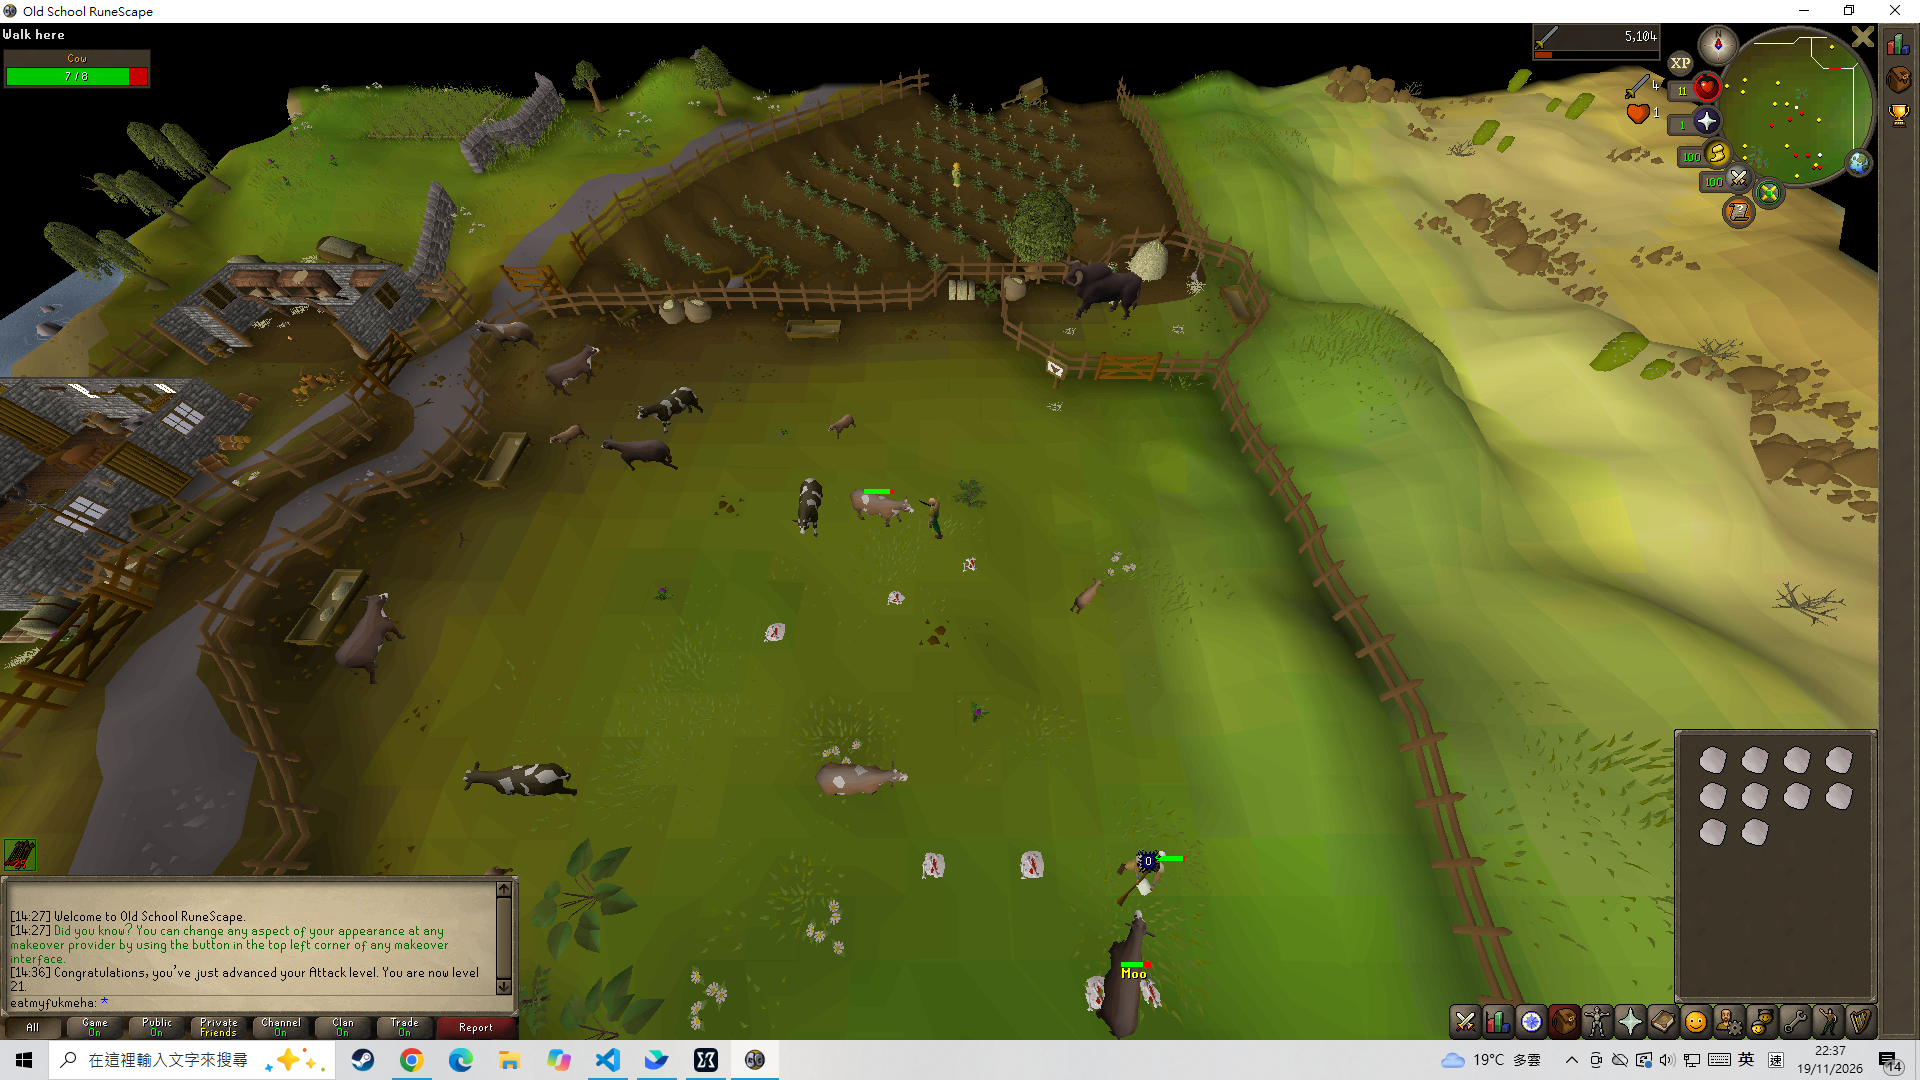 Old School RuneScape
Walk here
Cow
7 / 8
5,104
N
XP
4
11
1
1
100
100
0
Moo
25
[14:27] Welcome to Old School RuneScape.
[14:27] Did you know? You can change any aspect of your appearance at any
makeover provider by using the button in the top left corner of any makeover
interface.
[14:36] Congratulations, you've just advanced your Attack level. You are now level
21.
eatmyfukmeha: *
All
Game
On
Public
On
Private
Friends
Channel
On
Clan
On
Trade
On
Report
在這裡輸入文字來搜尋
19°C 多雲
英
速
22:37
19/11/2026
14